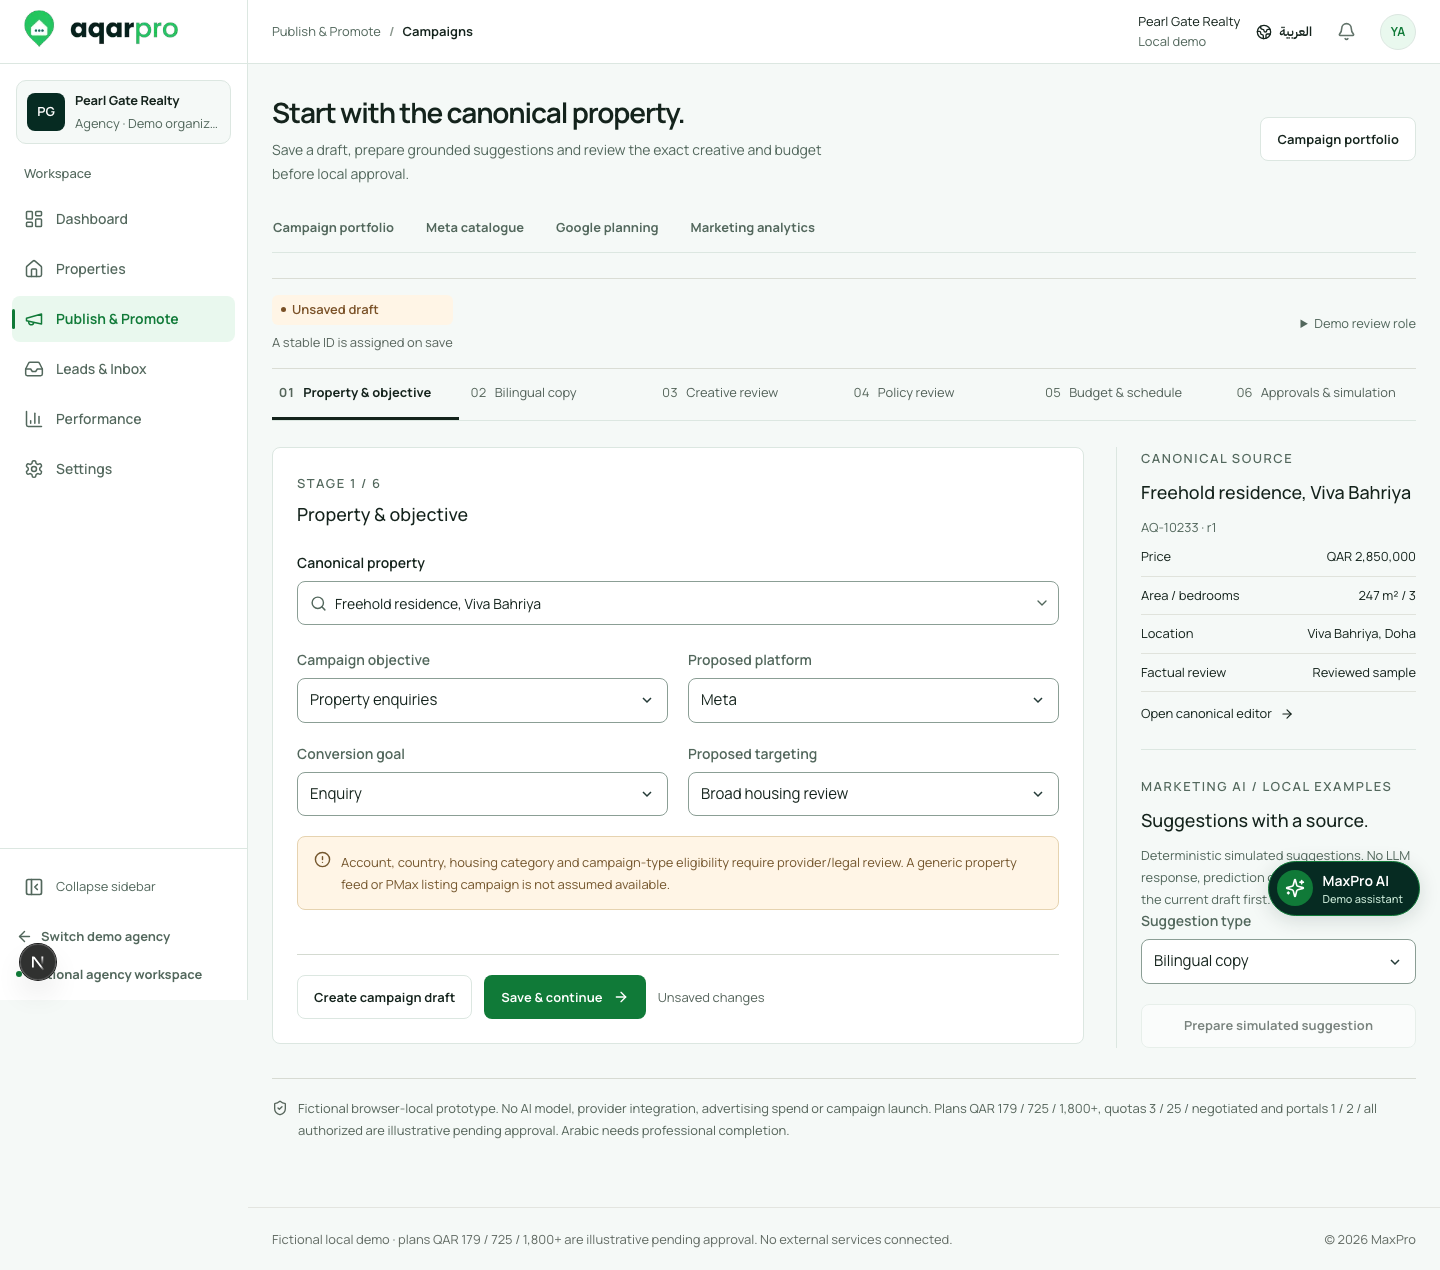 aqarpro
Publish & Promote / Campaigns
Pearl Gate Realty
Local demo
العربية
YA
PG
Pearl Gate Realty
Agency · Demo organiz...
Workspace
Dashboard
Properties
Publish & Promote
Leads & Inbox
Performance
Settings
Collapse sidebar
Switch demo agency
agency workspace
N
Start with the canonical property.
Save a draft, prepare grounded suggestions and review the exact creative and budget
before local approval.
Campaign portfolio
Campaign portfolio
Meta catalogue
Google planning
Marketing analytics
Unsaved draft
A stable ID is assigned on save
Demo review role
01 Property & objective
02 Bilingual copy
03 Creative review
04 Policy review
05 Budget & schedule
06 Approvals & simulation
STAGE 1 / 6
Property & objective
Canonical property
Freehold residence, Viva Bahriya
Campaign objective
Proposed platform
Property enquiries
Meta
Conversion goal
Proposed targeting
Enquiry
Broad housing review
Account, country, housing category and campaign-type eligibility require provider/legal review. A generic property
feed or PMax listing campaign is not assumed available.
Create campaign draft
Save & continue
Unsaved changes
CANONICAL SOURCE
Freehold residence, Viva Bahriya
AQ-10233 · r1
Price QAR 2,850,000
Area / bedrooms 247 m² / 3
Location Viva Bahriya, Doha
Factual review Reviewed sample
Open canonical editor
MARKETING AI / LOCAL EXAMPLES
Suggestions with a source.
Deterministic simulated suggestions. No LLM
response, prediction
the current draft first.
MaxPro AI
Demo assistant
Suggestion type
Bilingual copy
Prepare simulated suggestion
Fictional browser-local prototype. No AI model, provider integration, advertising spend or campaign launch. Plans QAR 179 / 725 / 1,800+, quotas 3 / 25 / negotiated and portals 1 / 2 / all
authorized are illustrative pending approval. Arabic needs professional completion.
Fictional local demo · plans QAR 179 / 725 / 1,800+ are illustrative pending approval. No external services connected.
© 2026 MaxPro